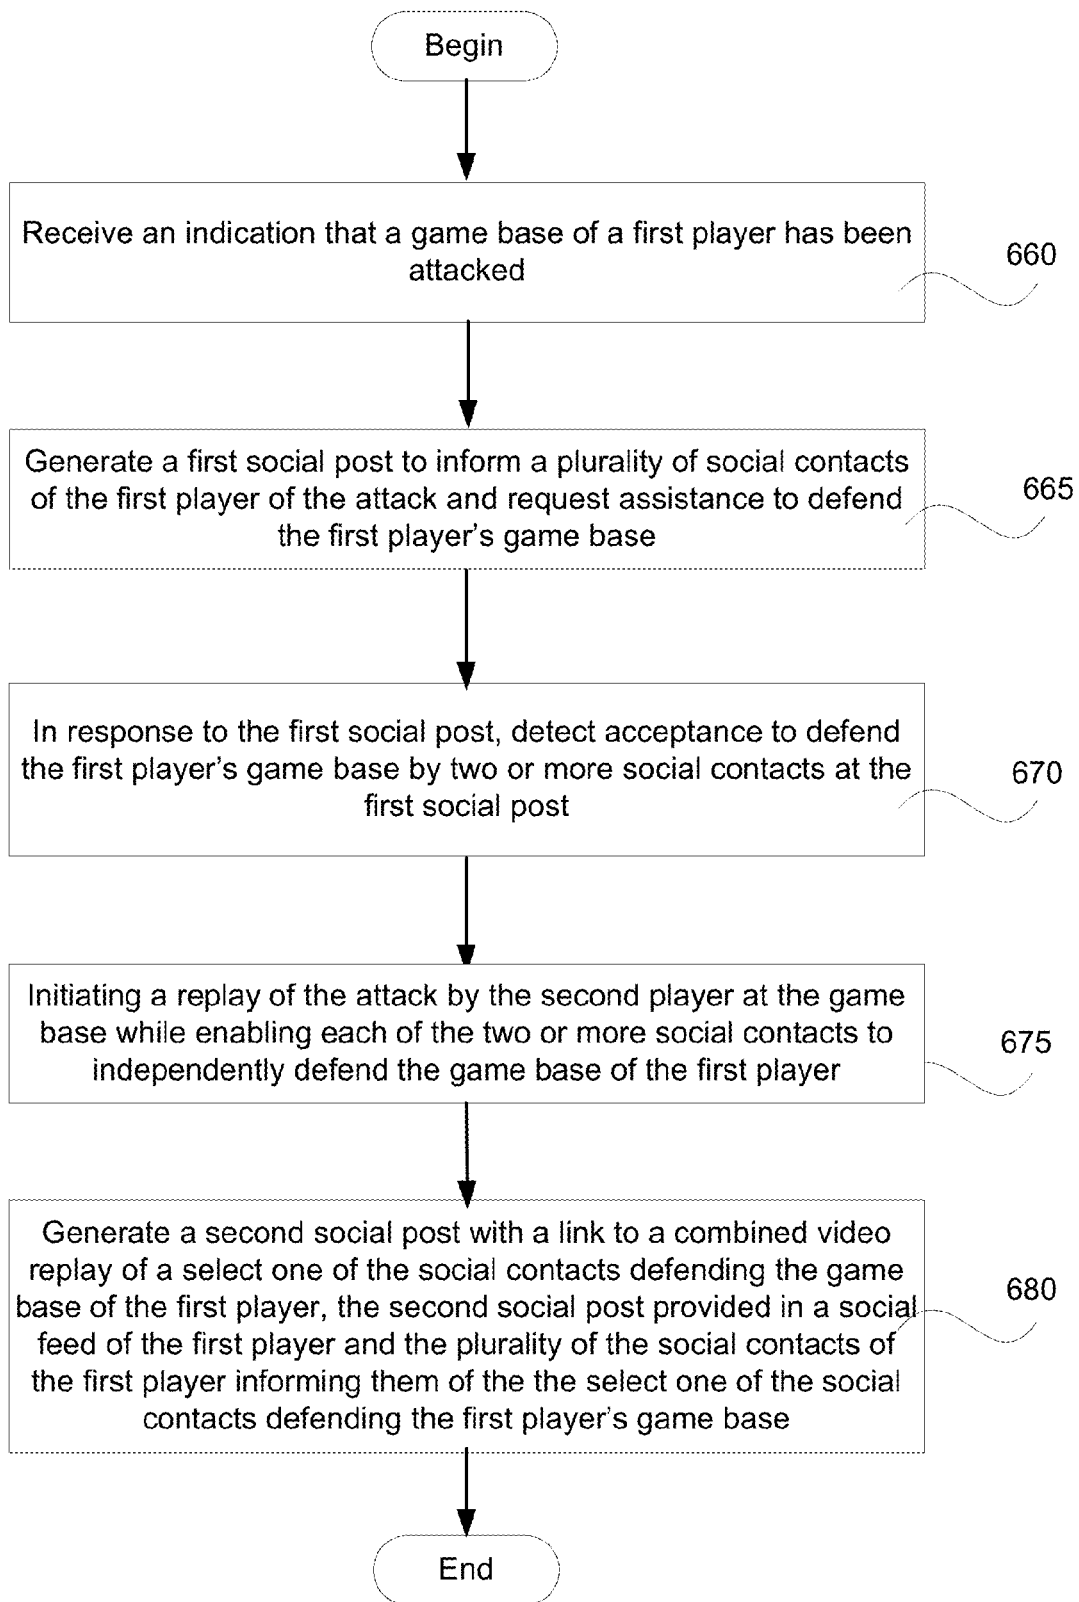 Begin
Receive an indication that a game base of a first player has been
attacked
660
Generate a first social post to inform a plurality of social contacts
of the first player of the attack and request assistance to defend
the first player's game base
665
In response to the first social post, detect acceptance to defend
the first player's game base by two or more social contacts at the
first social post
670
Initiating a replay of the attack by the second player at the game
base while enabling each of the two or more social contacts to
independently defend the game base of the first player
675
Generate a second social post with a link to a combined video
replay of a select one of the social contacts defending the game
base of the first player, the second social post provided in a social
feed of the first player and the plurality of the social contacts of
the first player informing them of the the select one of the social
contacts defending the first player's game base
680
End